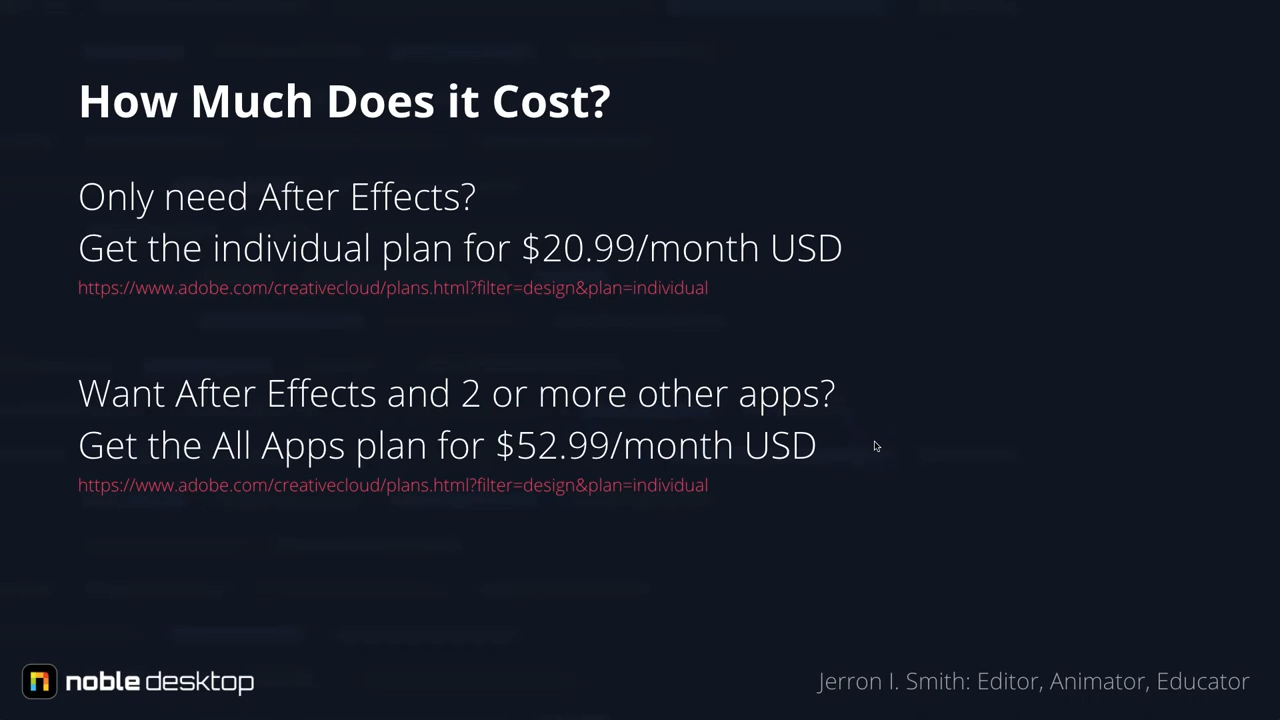 How Much Does it Cost?
Only need After Effects?
Get the individual plan for $20.99/month USD
https://www.adobe.com/creativecloud/plans.html?filter=design&plan=individual
Want After Effects and 2 or more other apps?
Get the All Apps plan for $52.99/month USD
https://www.adobe.com/creativecloud/plans.html?filter=design&plan=individual
noble desktop
Jerron I. Smith: Editor, Animator, Educator